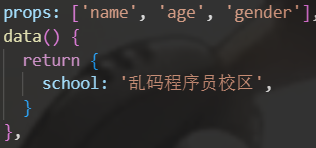 props: ['name', 'age', 'gender'],
data() {
  return {
    school: '乱码程序员校区',
  }
},